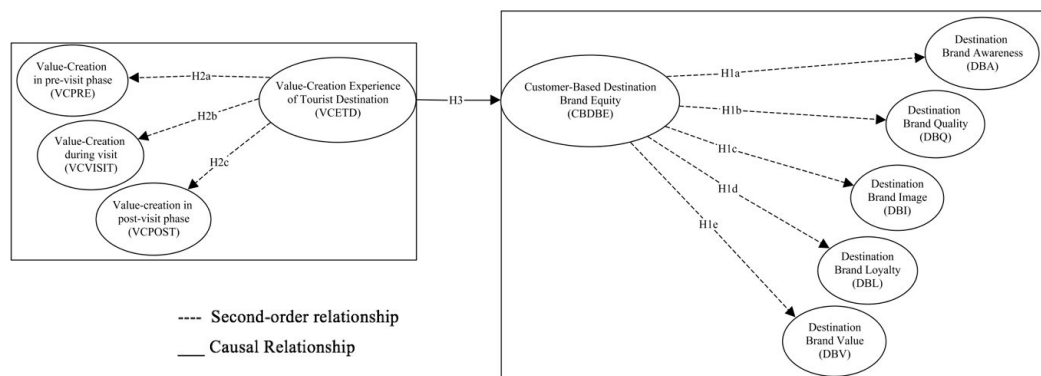 Value-Creation
in pre-visit phase
(VCPRE)
H2a
Value-Creation Experience
of Tourist Destination
(VCETD)
H2b
Value-Creation
during visit
(VCVISIT)
H2c
Value-creation in
post-visit phase
(VCPOST)
H3
Customer-Based Destination
Brand Equity
(CBDBE)
H1a
Destination
Brand Awareness
(DBA)
H1b
Destination
Brand Quality
(DBQ)
H1c
Destination
Brand Image
(DBI)
H1d
Destination
Brand Loyalty
(DBL)
H1e
Destination
Brand Value
(DBV)
Second-order relationship
Causal Relationship